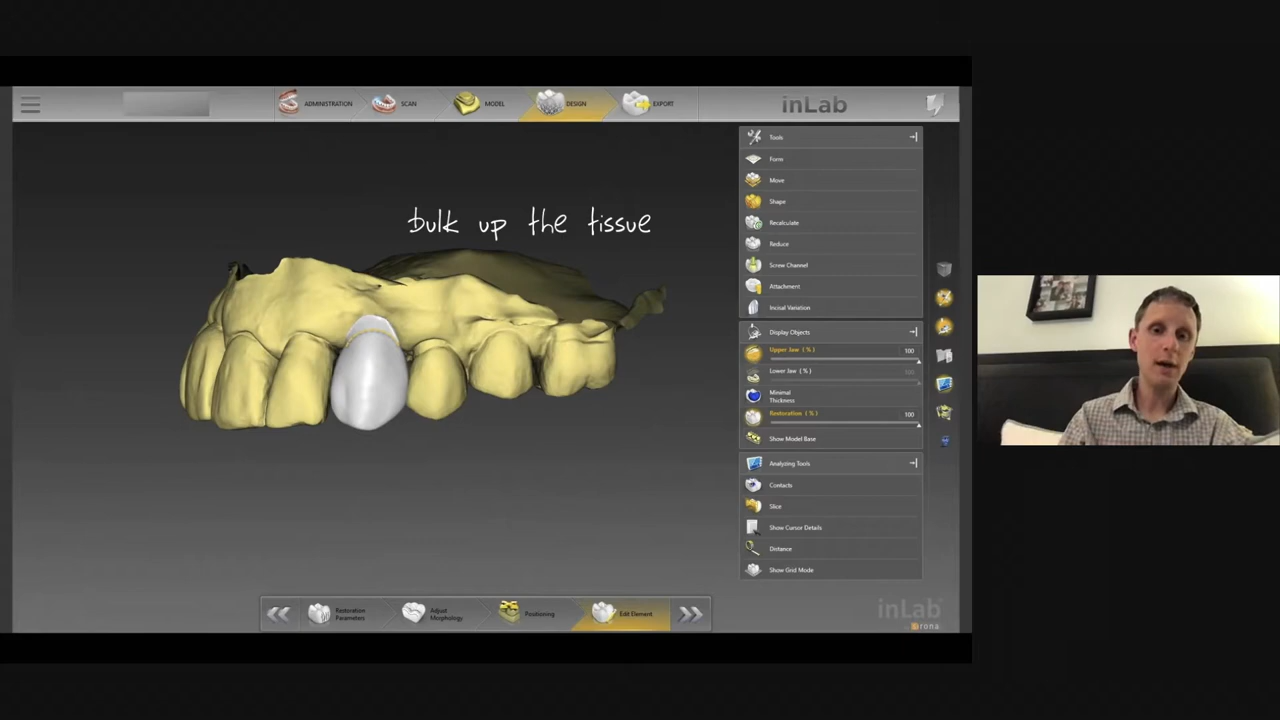 ADMINISTRATION
SCAN
MODEL
DESIGN
EXPORT
inLab
bulk up the tissue
Tools
Form
Move
Shape
Recalculate
Reduce
Screw Channel
Attachment
Incisal Variation
Display Objects
Upper Jaw (%) 100
Lower Jaw (%)
Minimal
Thickness
Restoration (%) 100
Show Model Base
Analyzing Tools
Contacts
Slice
Show Cursor Details
Distance
Show Grid Mode
Restoration
Parameters
Adjust
Morphology
Positioning
Edit Element
inLab
sirona